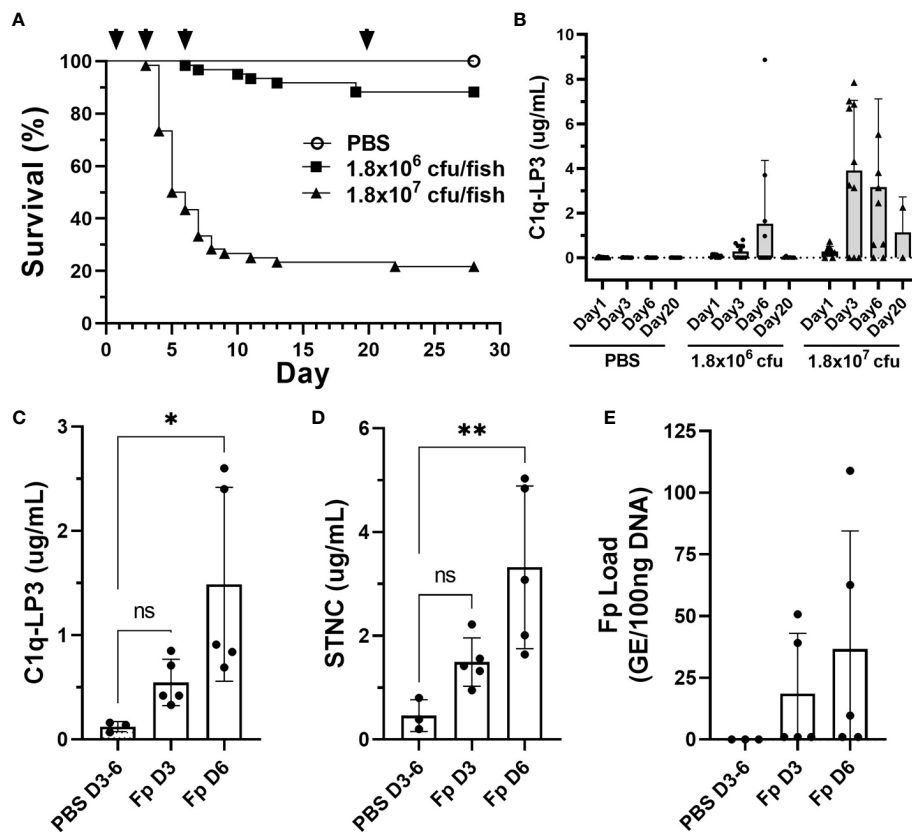 A
100
80
60
40
20
0
Survival (%)
0
5
10
15
20
25
30
Day
PBS
1.8x10⁶ cfu/fish
1.8x10⁷ cfu/fish
B
C1q-LP3 (ug/mL)
10
8
6
4
2
0
Day1
Day3
Day6
Day20
Day1
Day3
Day6
Day20
Day1
Day3
Day6
Day20
PBS
1.8x10⁶ cfu
1.8x10⁷ cfu
C
C1q-LP3 (ug/mL)
3
2
1
0
*
ns
PBS D3-6
Fp D3
Fp D6
D
STNC (ug/mL)
6
4
2
0
**
ns
PBS D3-6
Fp D3
Fp D6
E
Fp Load
(GE/100ng DNA)
125
100
75
50
25
0
PBS D3-6
Fp D3
Fp D6